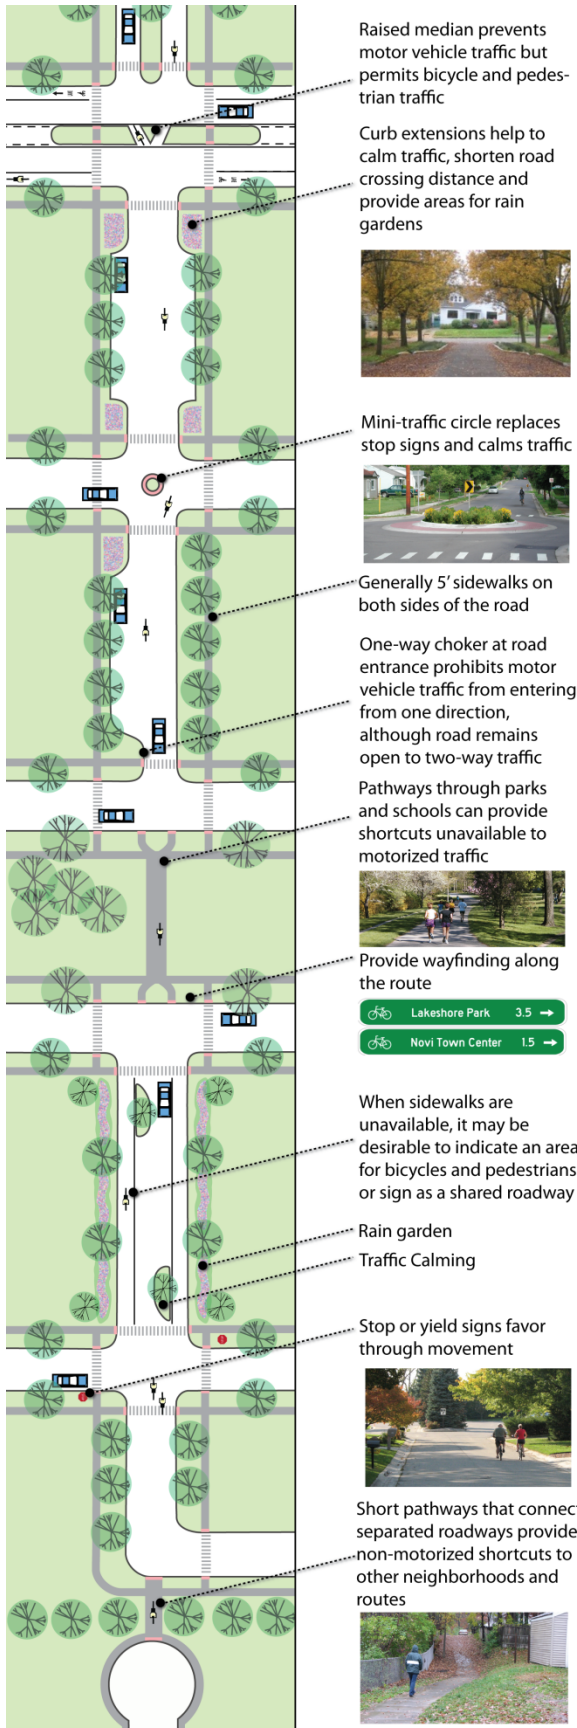 Raised median prevents
motor vehicle traffic but
permits bicycle and pedes-
trian traffic
Curb extensions help to
calm traffic, shorten road
crossing distance and
provide areas for rain
gardens
Mini-traffic circle replaces
stop signs and calms traffic
Generally 5’ sidewalks on
both sides of the road
One-way choker at road
entrance prohibits motor
vehicle traffic from entering
from one direction,
although road remains
open to two-way traffic
Pathways through parks
and schools can provide
shortcuts unavailable to
motorized traffic
Provide wayfinding along
the route
Lakeshore Park 3.5 →
Novi Town Center 1.5 →
When sidewalks are
unavailable, it may be
desirable to indicate an area
for bicycles and pedestrians
or sign as a shared roadway
Rain garden
Traffic Calming
Stop or yield signs favor
through movement
Short pathways that connect
separated roadways provide
non-motorized shortcuts to
other neighborhoods and
routes